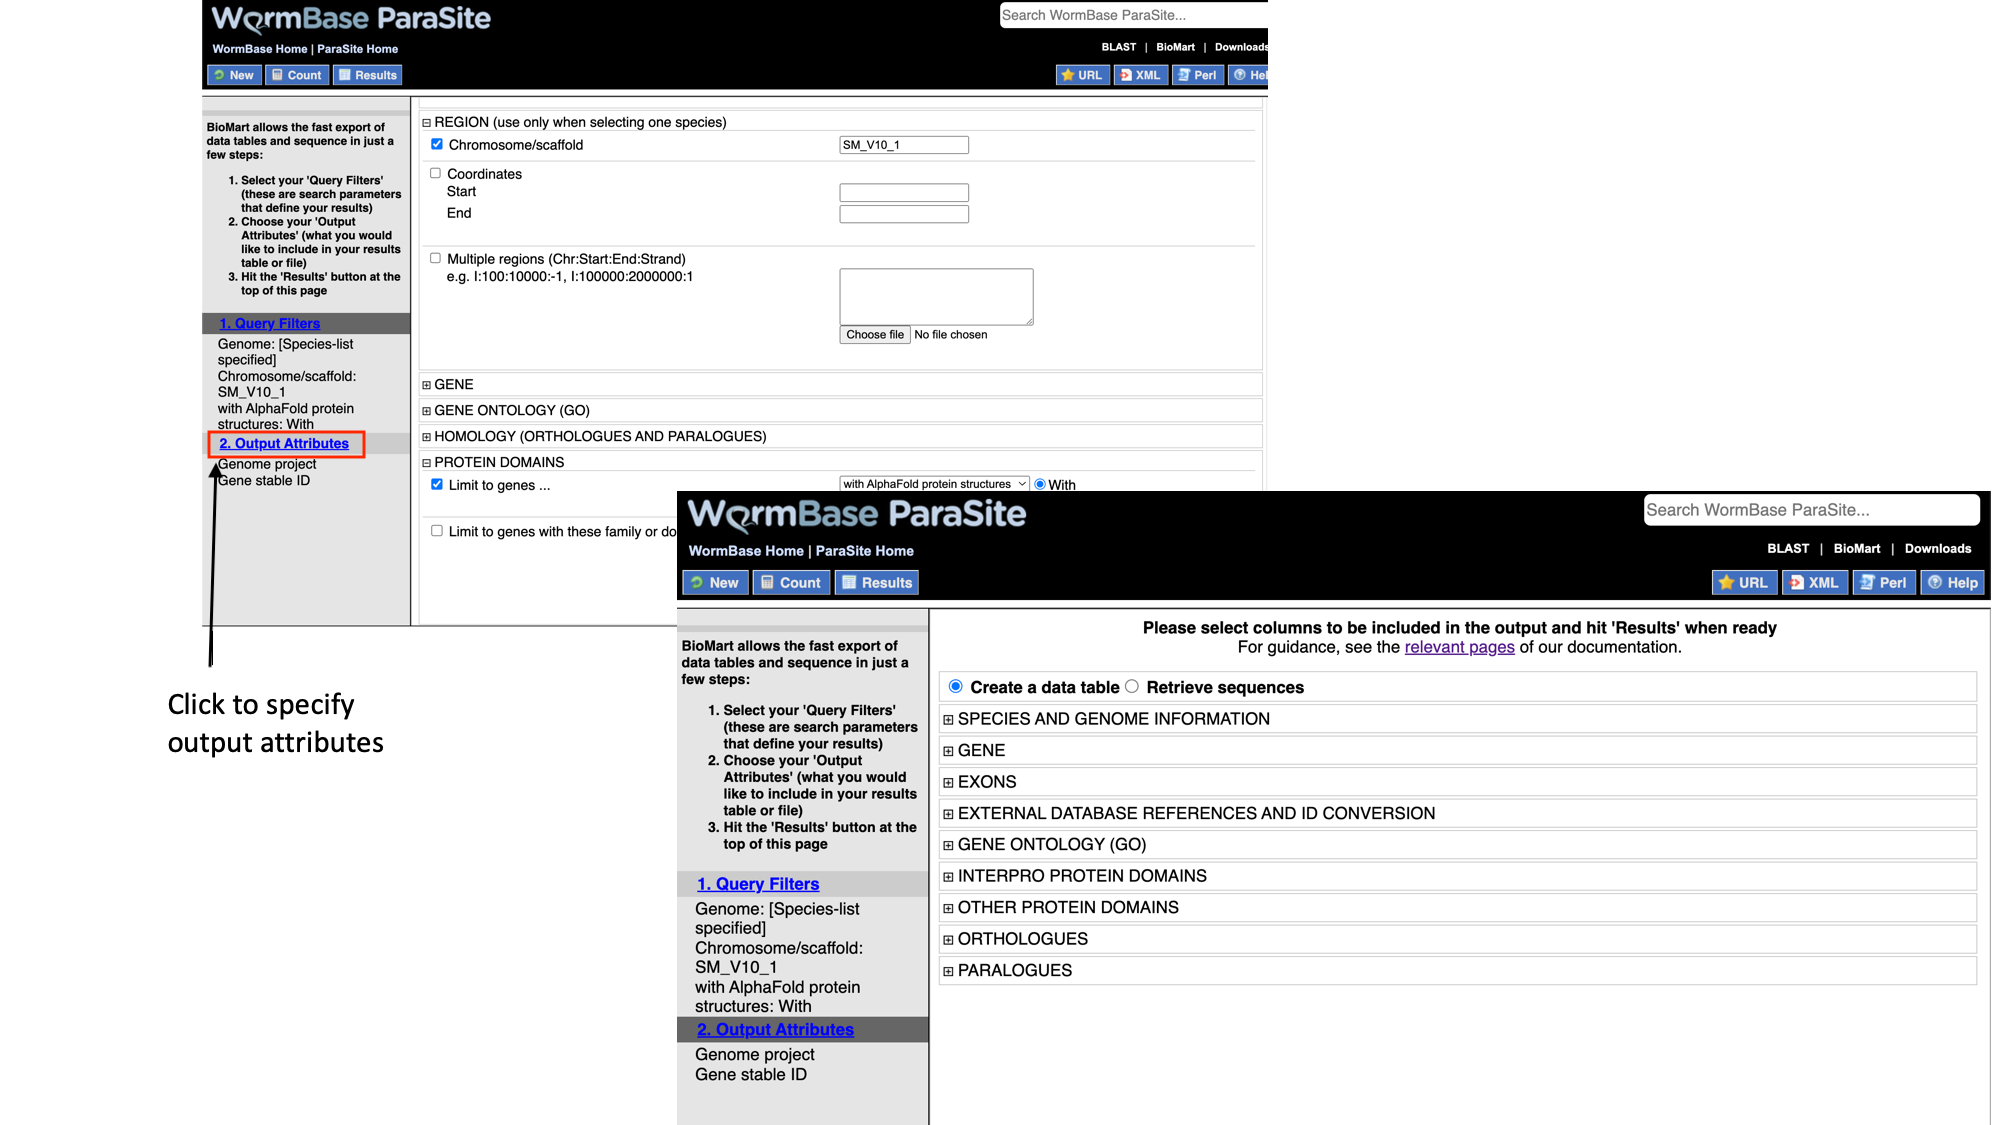 WormBase ParaSite
Search WormBase ParaSite...
WormBase Home | ParaSite Home
BLAST | BioMart | Downloads
New Count Results
URL XML Perl Hel
BioMart allows the fast export of
data tables and sequence in just a
few steps:
1. Select your 'Query Filters'
(these are search parameters
that define your results)
2. Choose your 'Output
Attributes' (what you would
like to include in your results
table or file)
3. Hit the 'Results' button at the
top of this page
1. Query Filters
Genome: [Species-list
specified]
Chromosome/scaffold:
SM_V10_1
with AlphaFold protein
structures: With
2. Output Attributes
Genome project
Gene stable ID
REGION (use only when selecting one species)
Chromosome/scaffold SM_V10_1
Coordinates
Start
End
Multiple regions (Chr:Start:End:Strand)
e.g. I:100:10000:-1, I:100000:2000000:1
Choose file No file chosen
GENE
GENE ONTOLOGY (GO)
HOMOLOGY (ORTHOLOGUES AND PARALOGUES)
PROTEIN DOMAINS
Limit to genes ... with AlphaFold protein structures With
Limit to genes with these family or do
Click to specify
output attributes
WormBase ParaSite
Search WormBase ParaSite...
WormBase Home | ParaSite Home
BLAST | BioMart | Downloads
New Count Results
URL XML Perl Help
BioMart allows the fast export of
data tables and sequence in just a
few steps:
1. Select your 'Query Filters'
(these are search parameters
that define your results)
2. Choose your 'Output
Attributes' (what you would
like to include in your results
table or file)
3. Hit the 'Results' button at the
top of this page
1. Query Filters
Genome: [Species-list
specified]
Chromosome/scaffold:
SM_V10_1
with AlphaFold protein
structures: With
2. Output Attributes
Genome project
Gene stable ID
Please select columns to be included in the output and hit 'Results' when ready
For guidance, see the relevant pages of our documentation.
Create a data table Retrieve sequences
SPECIES AND GENOME INFORMATION
GENE
EXONS
EXTERNAL DATABASE REFERENCES AND ID CONVERSION
GENE ONTOLOGY (GO)
INTERPRO PROTEIN DOMAINS
OTHER PROTEIN DOMAINS
ORTHOLOGUES
PARALOGUES